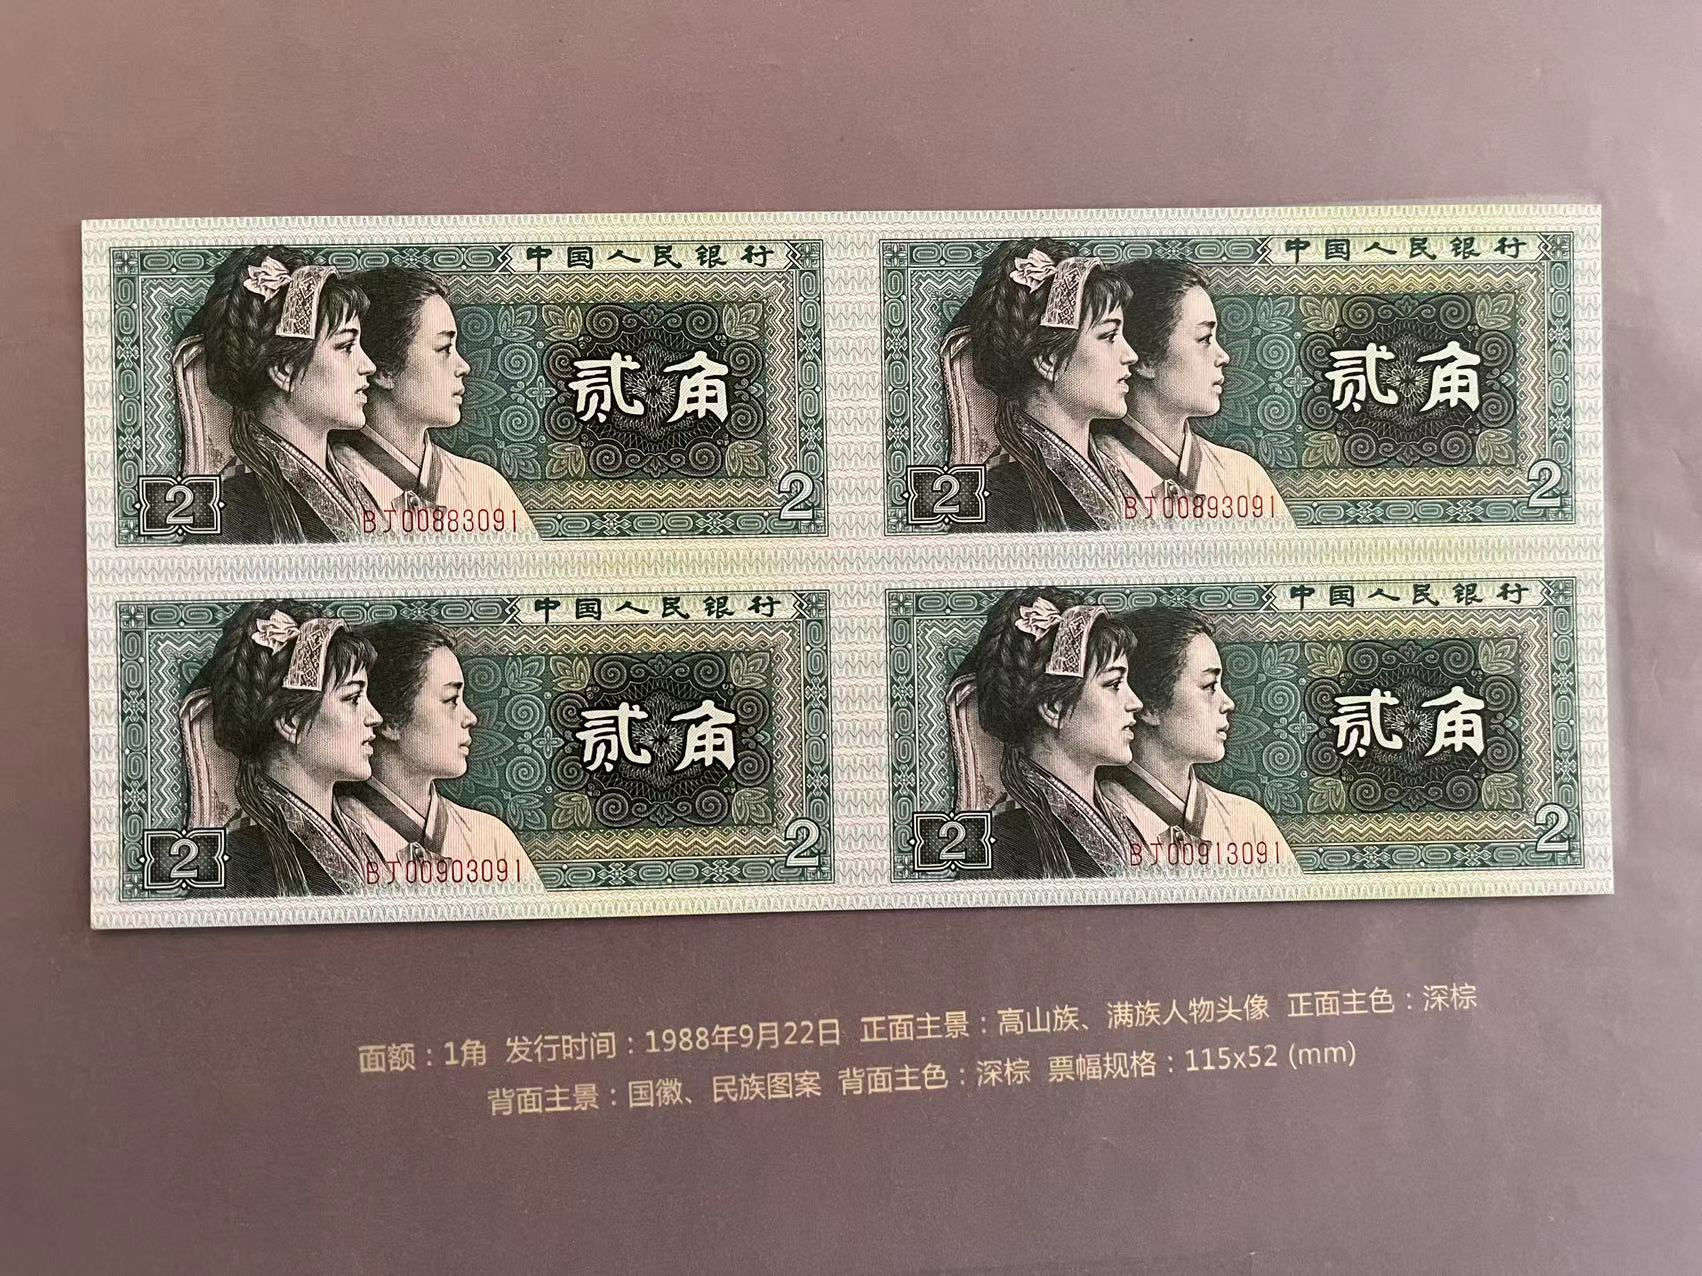 中国人民银行
贰角
2
BJ00883091
2
中国人民银行
贰角
2
BJ00893091
2
中国人民银行
贰角
2
BJ00903091
2
中国人民银行
贰角
2
BJ00913091
2
面额：1角 发行时间：1988年9月22日 正面主景：高山族、满族人物头像 正面主色：深棕
背面主景：国徽、民族图案 背面主色：深棕 票幅规格：115x52 (mm)